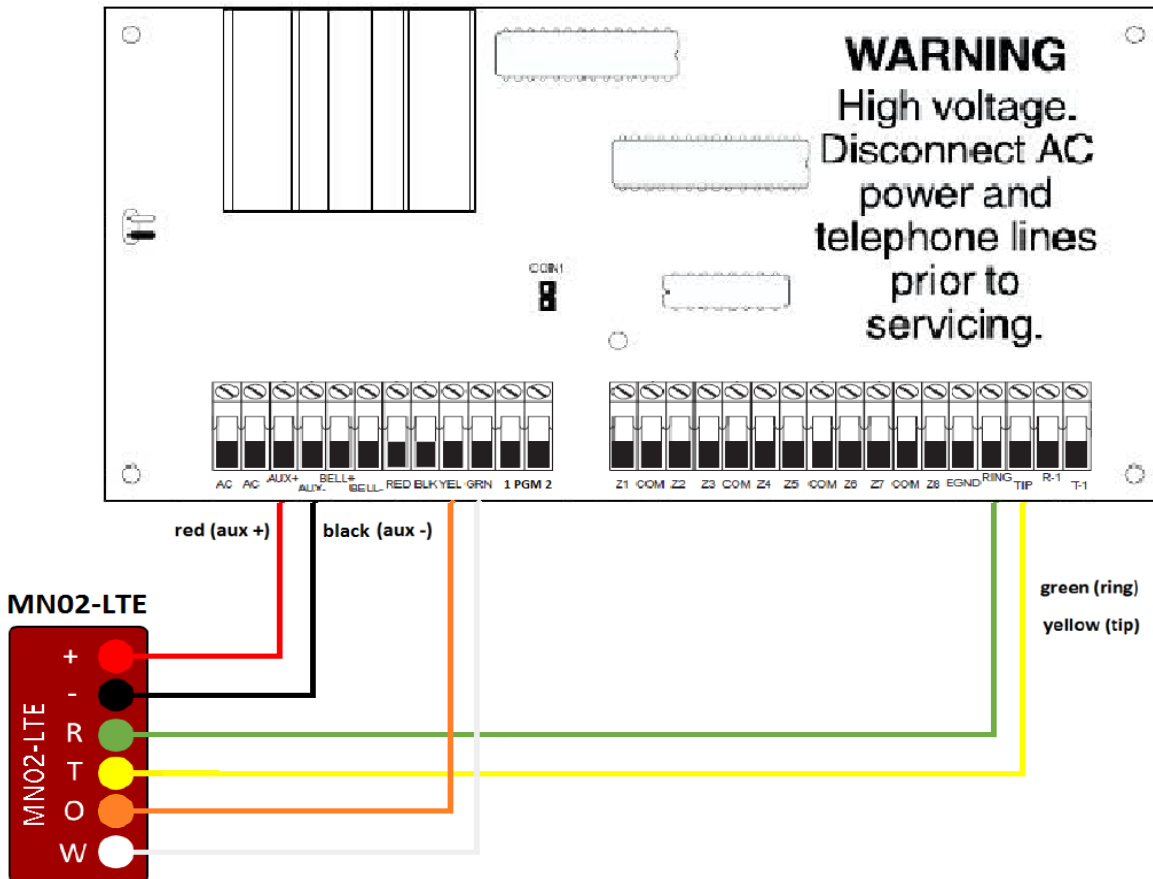 WARNING
High voltage.
Disconnect AC
power and
telephone lines
prior to
servicing.
CON1
AC AC AUX+ AUX- BELL+ BELL- RED BLK YEL GRN 1 PGM 2
Z1 COM Z2 Z3 COM Z4 Z5 COM Z6 Z7 COM Z8 EGND RING TIP R-1 T-1
red (aux +)
black (aux -)
green (ring)
yellow (tip)
MN02-LTE
MN02-LTE
+
-
R
T
O
W